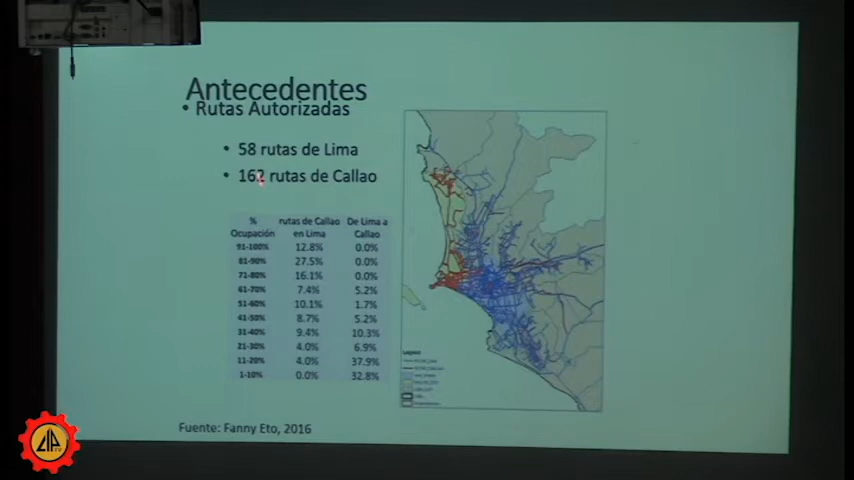 Antecedentes
• Rutas Autorizadas
• 58 rutas de Lima
• 162 rutas de Callao
% Ocupación rutas de Callao en Lima De Lima a Callao
91-100% 12.8% 0.0%
81-90% 27.5% 0.0%
71-80% 16.1% 0.0%
61-70% 7.4% 5.2%
51-60% 10.1% 1.7%
41-50% 8.7% 5.2%
31-40% 9.4% 10.3%
21-30% 4.0% 6.9%
11-20% 4.0% 37.9%
1-10% 0.0% 32.8%
Fuente: Fanny Eto, 2016